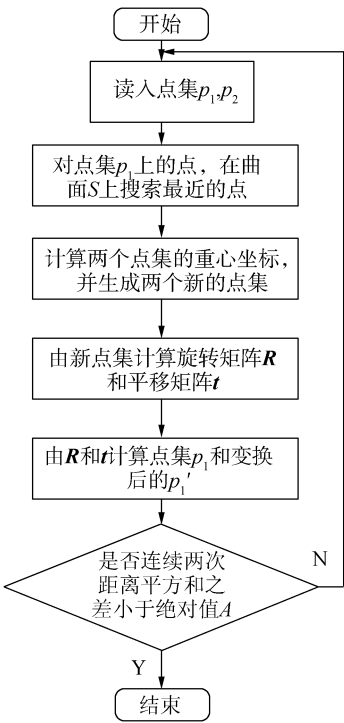 开始
读入点集p₁,p₂
对点集p₁上的点，在曲
面S上搜索最近的点
计算两个点集的重心坐标，
并生成两个新的点集
由新点集计算旋转矩阵R
和平移矩阵t
由R和t计算点集p₁和变换
后的p₁′
是否连续两次
距离平方和之
差小于绝对值A
N
Y
结束